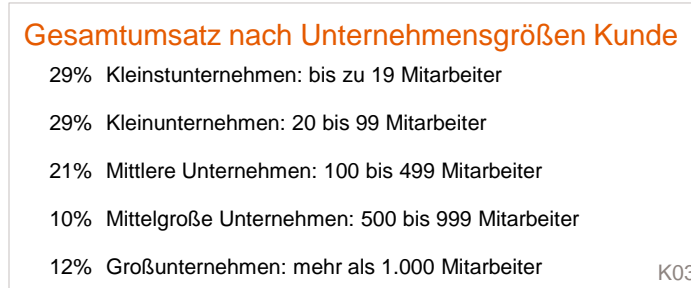 Gesamtumsatz nach Unternehmensgrößen Kunde
29% Kleinstunternehmen: bis zu 19 Mitarbeiter
29% Kleinunternehmen: 20 bis 99 Mitarbeiter
21% Mittlere Unternehmen: 100 bis 499 Mitarbeiter
10% Mittelgroße Unternehmen: 500 bis 999 Mitarbeiter
12% Großunternehmen: mehr als 1.000 Mitarbeiter
K03